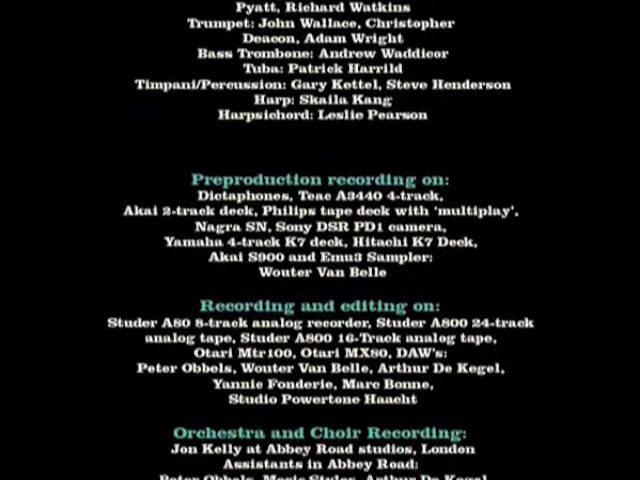 Pyatt, Richard Watkins
Trumpet: John Wallace, Christopher
Deacon, Adam Wright
Bass Trombone: Andrew Waddicor
Tuba: Patrick Harrild
Timpani/Percussion: Gary Kettel, Steve Henderson
Harp: Skaila Kang
Harpsichord: Leslie Pearson
Preproduction recording on:
Dictaphones, Teac A3440 4-track,
Akai 2-track deck, Philips tape deck with 'multiplay',
Nagra SN, Sony DSR PD1 camera,
Yamaha 4-track K7 deck, Hitachi K7 Deck,
Akai S900 and Emu3 Sampler:
Wouter Van Belle
Recording and editing on:
Studer A80 8-track analog recorder, Studer A800 24-track
analog tape, Studer A800 16-Track analog tape,
Otari Mtr100, Otari MX80, DAW's:
Peter Obbels, Wouter Van Belle, Arthur De Kegel,
Yannic Fonderie, Marc Bonne,
Studio Powertone Haacht
Orchestra and Choir Recording:
Jon Kelly at Abbey Road studios, London
Assistants in Abbey Road:
Peter Obbels, Arthur De Kegel